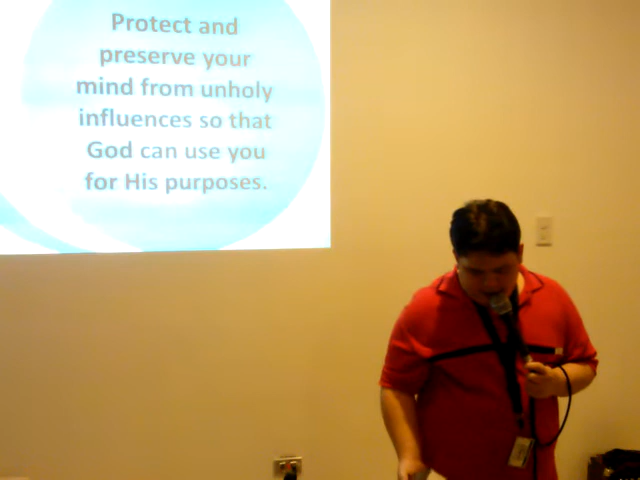 Protect and
preserve your
mind from unholy
influences so that
God can use you
for His purposes.